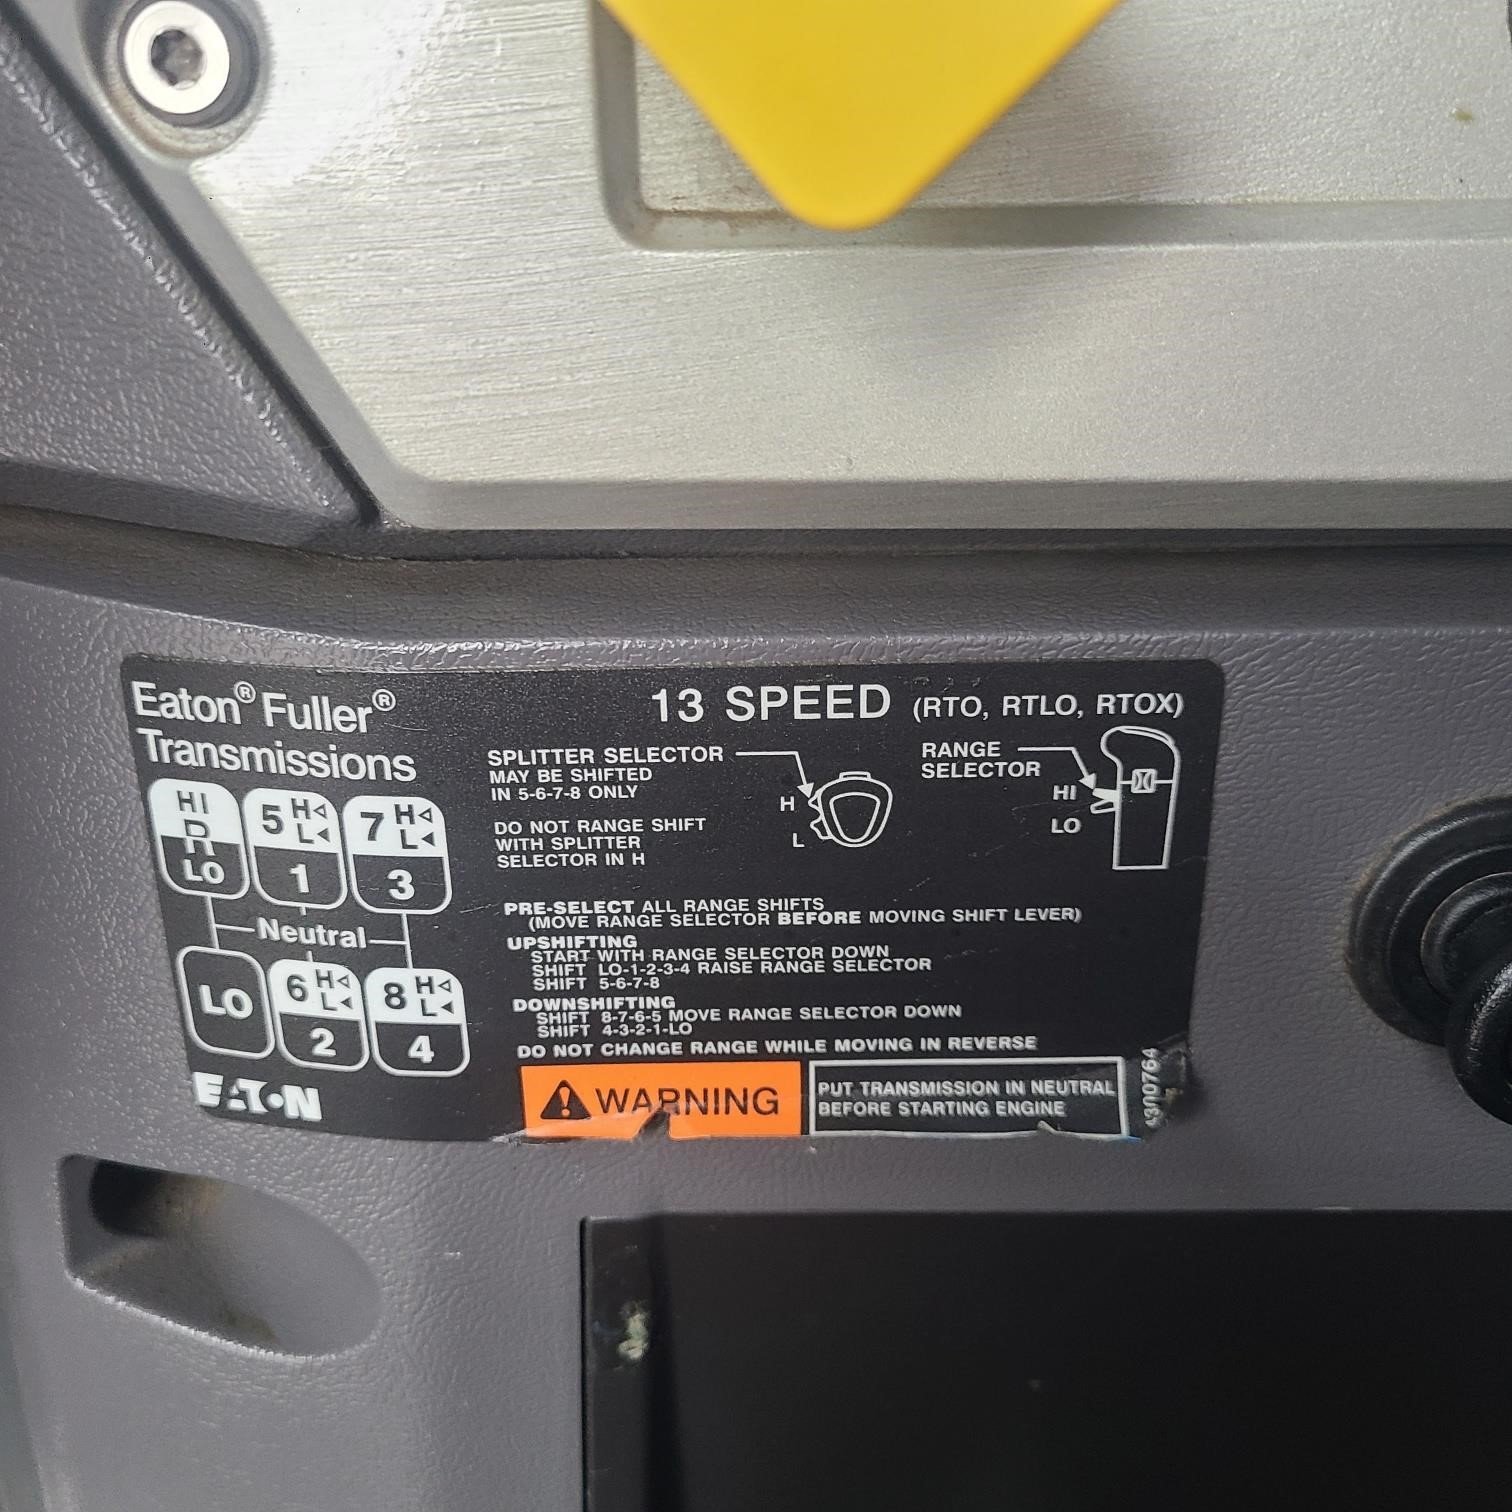 Eaton® Fuller®
Transmissions
13 SPEED (RTO, RTLO, RTOX)
SPLITTER SELECTOR
MAY BE SHIFTED
IN 5-6-7-8 ONLY
DO NOT RANGE SHIFT
WITH SPLITTER
SELECTOR IN H
H
L
RANGE
SELECTOR
HI
LO
HI
R
LO
5 H
L
1
7 H
L
3
Neutral
LO
6 H
L
2
8 H
L
4
EATON
PRE-SELECT ALL RANGE SHIFTS
(MOVE RANGE SELECTOR BEFORE MOVING SHIFT LEVER)
UPSHIFTING
START WITH RANGE SELECTOR DOWN
SHIFT LO-1-2-3-4 RAISE RANGE SELECTOR
SHIFT 5-6-7-8
DOWNSHIFTING
SHIFT 8-7-6-5 MOVE RANGE SELECTOR DOWN
SHIFT 4-3-2-1-LO
DO NOT CHANGE RANGE WHILE MOVING IN REVERSE
WARNING
PUT TRANSMISSION IN NEUTRAL
BEFORE STARTING ENGINE
4300764